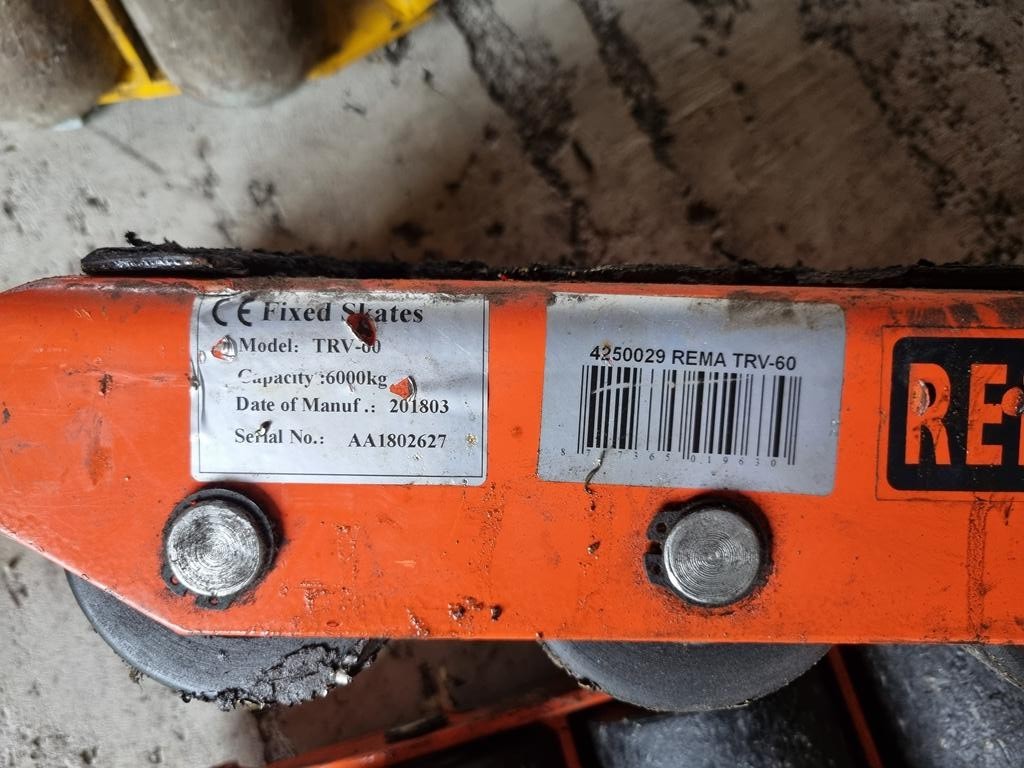 CE Fixed Skates
Model: TRV-60
Capacity :6000kg
Date of Manuf .: 201803
Serial No.: AA1802627
4250029 REMA TRV-60